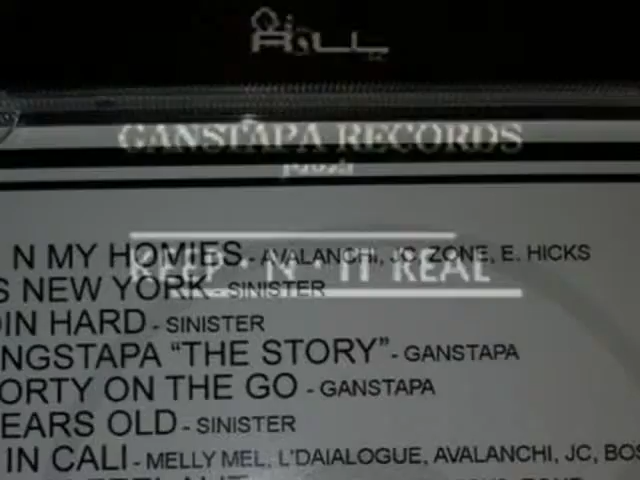 GANSTAPA RECORDS
N MY HOMIES - AVALANCHI, JC, ZONE, E. HICKS
KEEP · N · IT REAL
S NEW YORK - SINISTER
IN HARD - SINISTER
NGSTAPA “THE STORY” - GANSTAPA
ORTY ON THE GO - GANSTAPA
EARS OLD - SINISTER
IN CALI - MELLY MEL, L'DAIALOGUE, AVALANCHI, JC, BOS